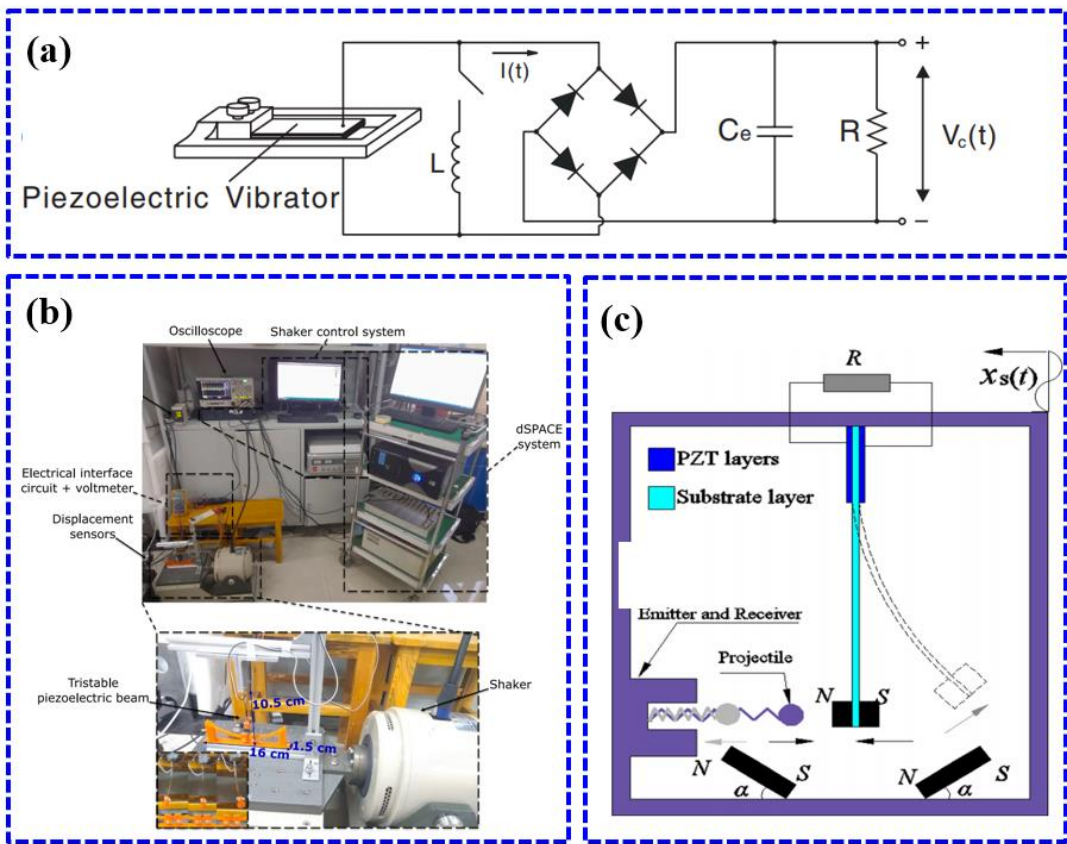 (a)
I(t)
L
Piezoelectric Vibrator
Ce
R
+
Vc(t)
−
(b)
Oscilloscope
Shaker control system
dSPACE
system
Electrical interface
circuit + voltmeter
Displacement
sensors
Tristable
piezoelectric beam
10.5 cm
1.5 cm
16 cm
Shaker
(c)
R
xs(t)
PZT layers
Substrate layer
Emitter and Receiver
Projectile
N S
N S
α
N S
α